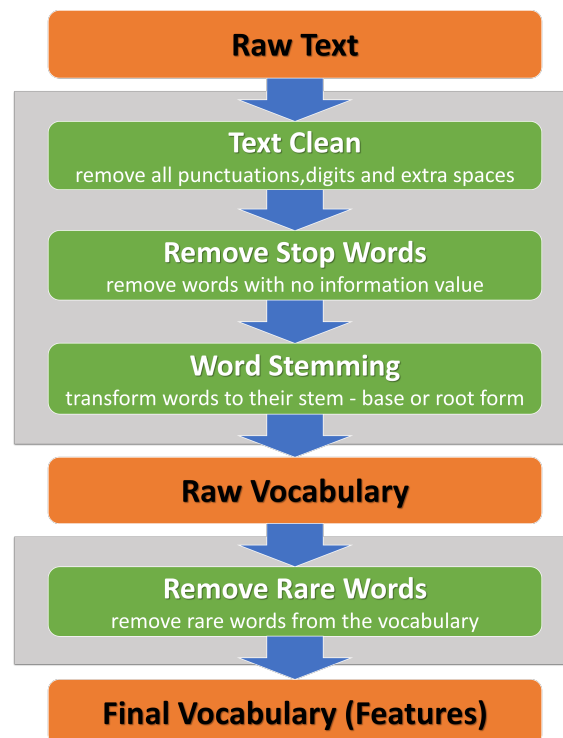 Raw Text
Text Clean
remove all punctuations,digits and extra spaces
Remove Stop Words
remove words with no information value
Word Stemming
transform words to their stem - base or root form
Raw Vocabulary
Remove Rare Words
remove rare words from the vocabulary
Final Vocabulary (Features)